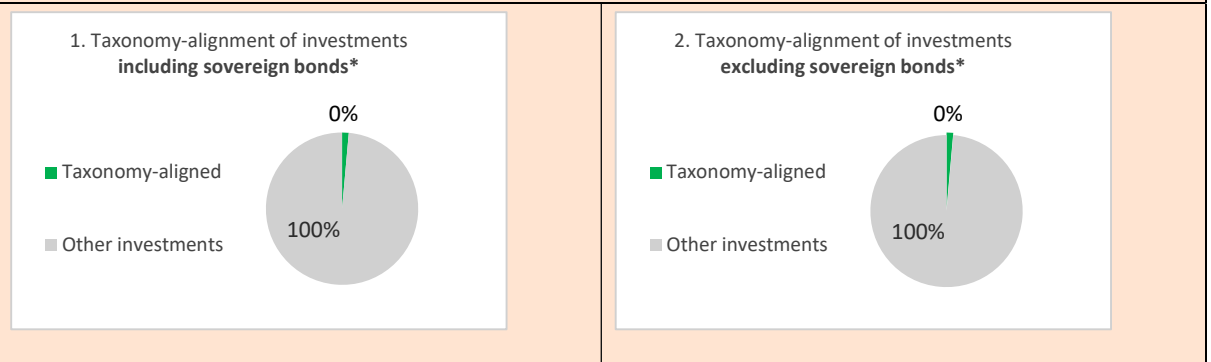 1. Taxonomy-alignment of investments
including sovereign bonds*
0%
Taxonomy-aligned
100%
Other investments
2. Taxonomy-alignment of investments
excluding sovereign bonds*
0%
Taxonomy-aligned
100%
Other investments